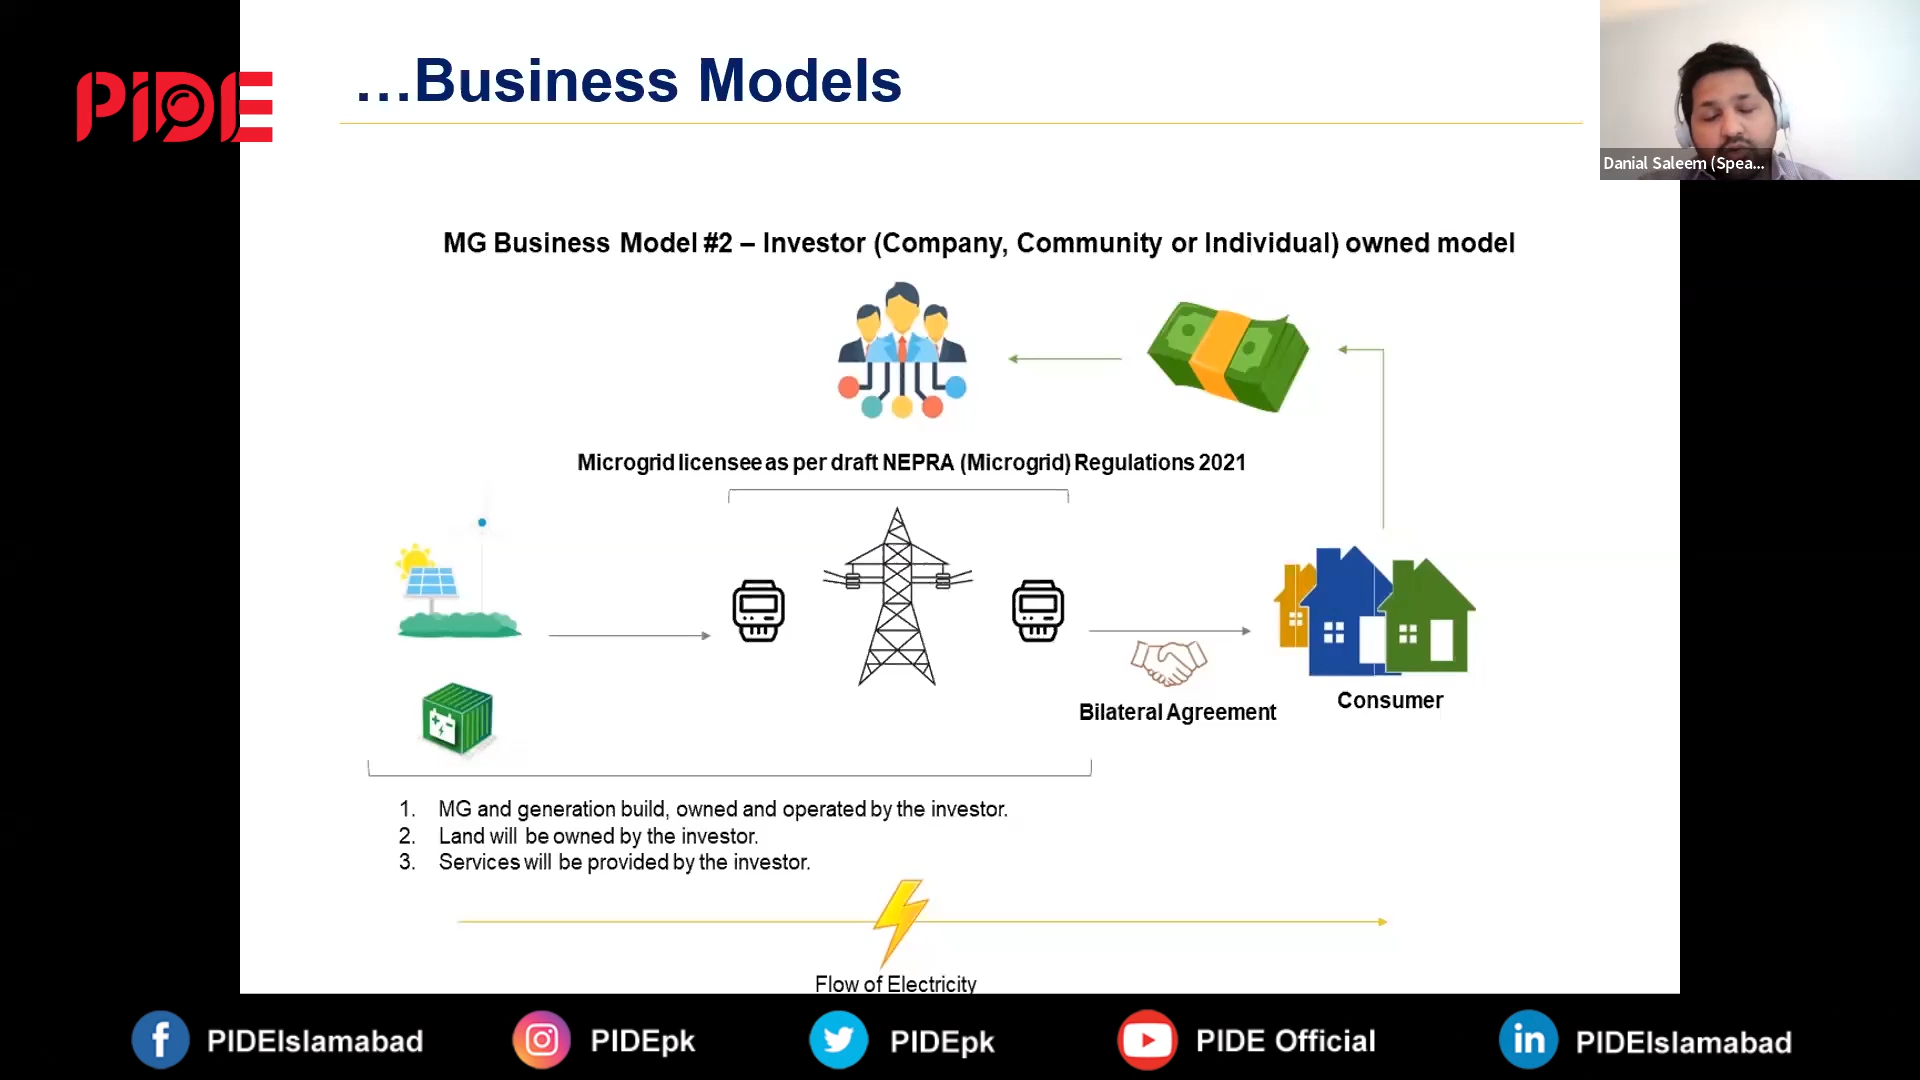 PiDE
…Business Models
Danial Saleem (Spea...
MG Business Model #2 – Investor (Company, Community or Individual) owned model
Microgrid licensee as per draft NEPRA (Microgrid) Regulations 2021
Bilateral Agreement
Consumer
1. MG and generation build, owned and operated by the investor.
2. Land will be owned by the investor.
3. Services will be provided by the investor.
Flow of Electricity
PIDEIslamabad
PIDEpk
PIDEpk
PIDE Official
PIDEIslamabad